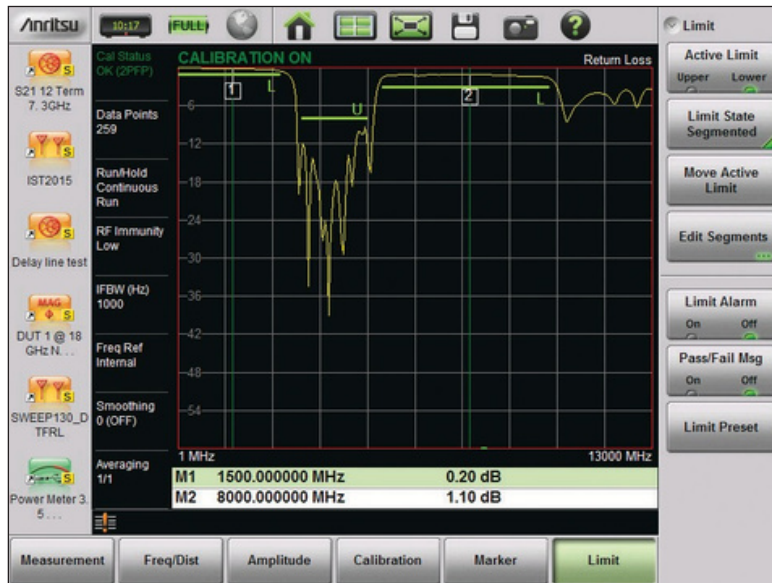 Anritsu
10:17
FULL
?
Limit
S21 12 Term
7. 3GHz
IST2015
Delay line test
MAG
Φ
DUT 1 @ 18
GHz N. . .
SWEEP130_D
TFRL
Power Meter 3.
5 . . .
Cal Status
OK (2PFP)
Data Points
259
Run/Hold
Continuous
Run
RF Immunity
Low
IFBW (Hz)
1000
Freq Ref
Internal
Smoothing
0 (OFF)
Averaging
1/1
CALIBRATION ON
Return Loss
1
L
U
2
L
-6
-12
-18
-24
-30
-36
-42
-48
-54
1 MHz
13000 MHz
M1 1500.000000 MHz 0.20 dB
M2 8000.000000 MHz 1.10 dB
Active Limit
Upper Lower
Limit State
Segmented
Move Active
Limit
Edit Segments
Limit Alarm
On Off
Pass/Fail Msg
On Off
Limit Preset
Measurement
Freq/Dist
Amplitude
Calibration
Marker
Limit